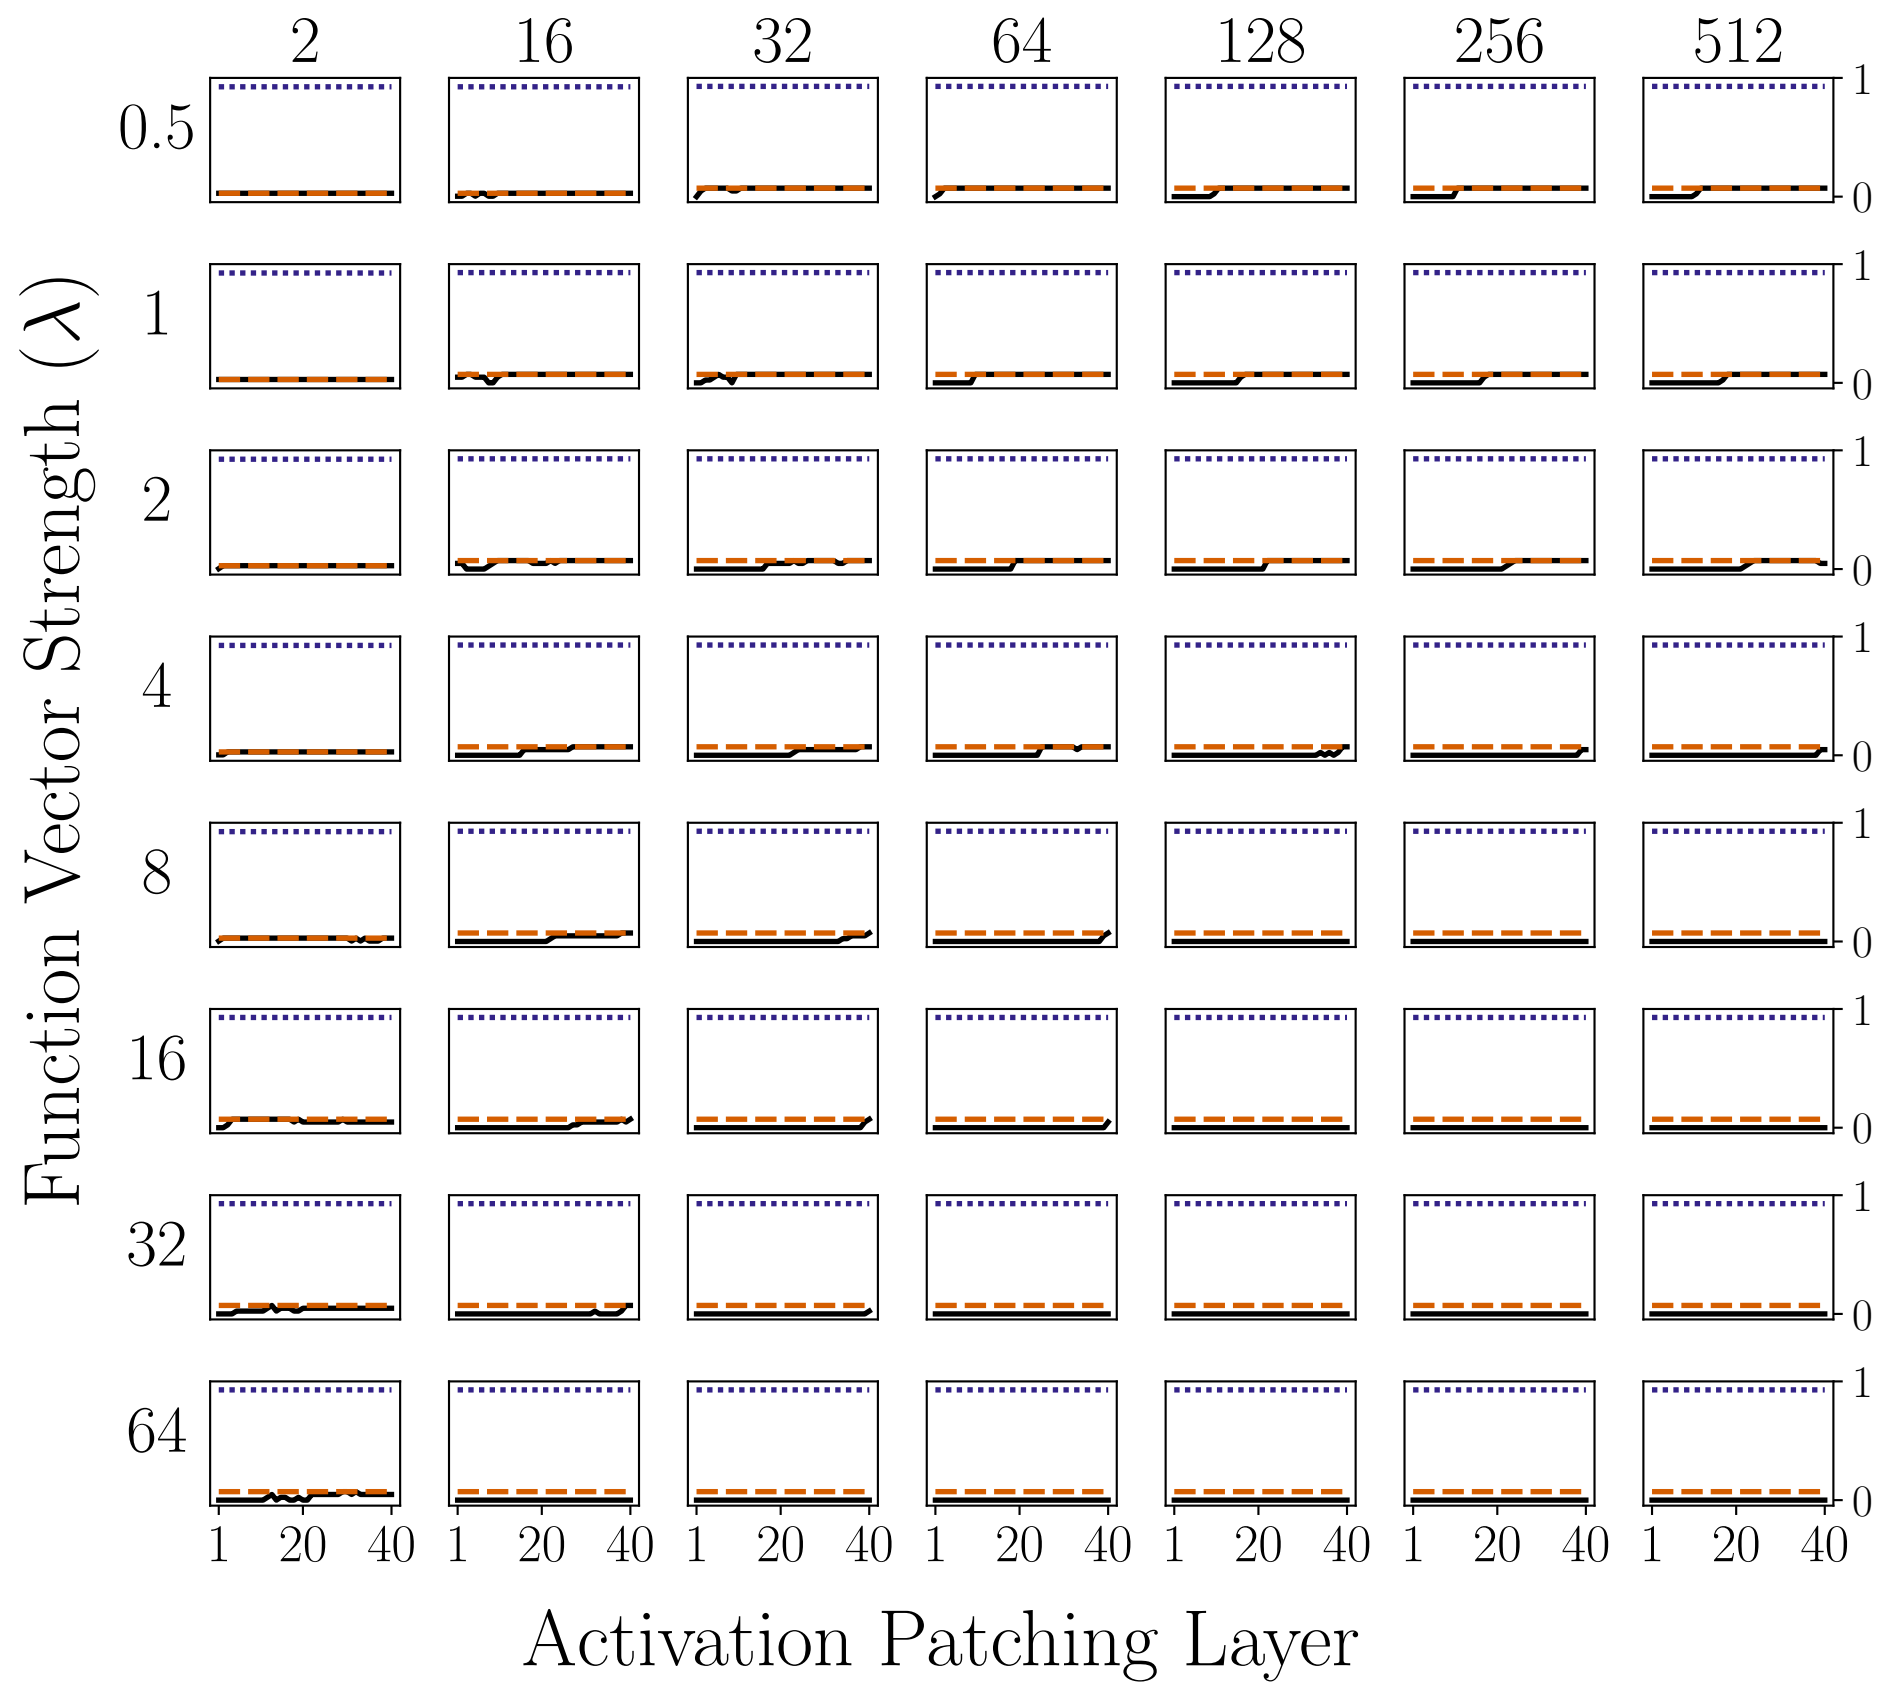 2 16 32 64 128 256 512
Function Vector Strength (λ)
0.5 1 0
1 1 0
2 1 0
4 1 0
8 1 0
16 1 0
32 1 0
64 1 0
1 20 40 1 20 40 1 20 40 1 20 40 1 20 40 1 20 40 1 20 40
Activation Patching Layer